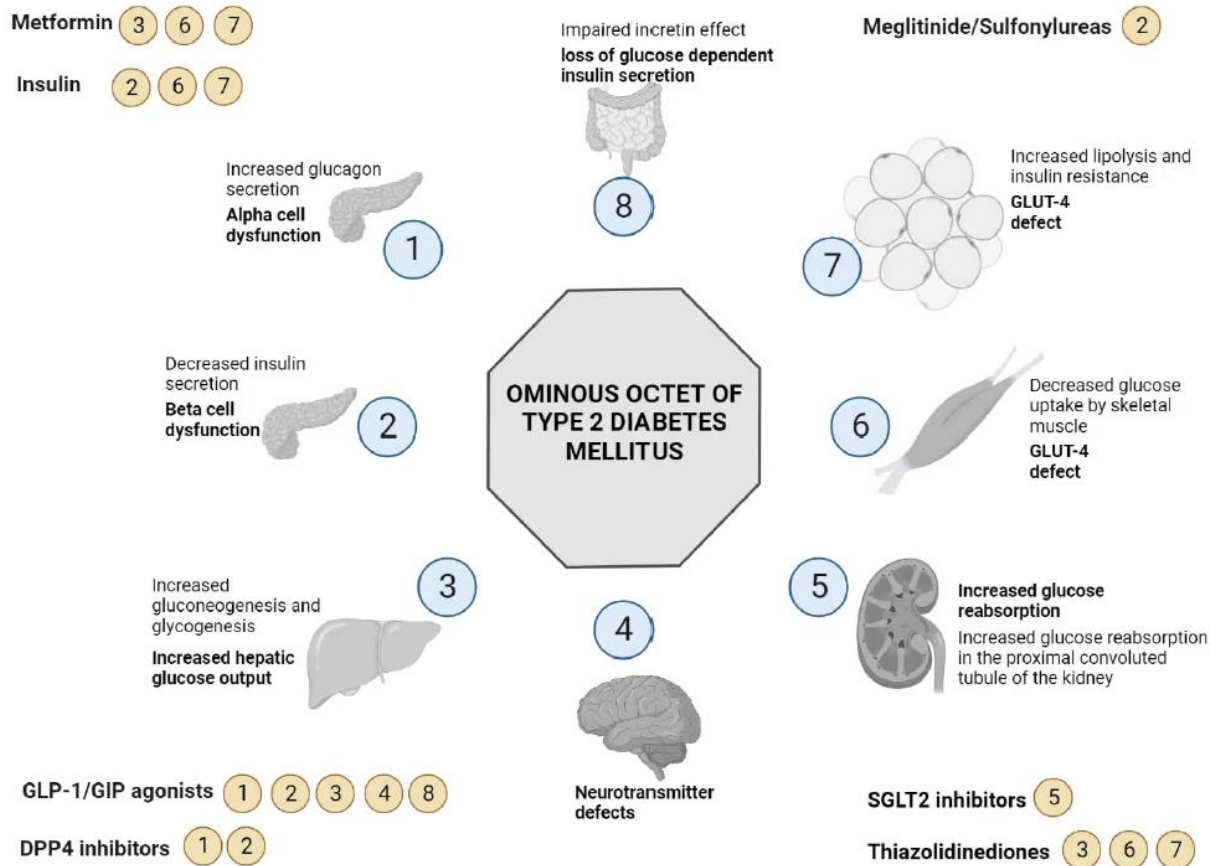 Metformin 3 6 7
Insulin 2 6 7
Impaired incretin effect
loss of glucose dependent
insulin secretion
8
Meglitinide/Sulfonylureas 2
Increased glucagon
secretion
Alpha cell
dysfunction
1
Increased lipolysis and
insulin resistance
GLUT-4
defect
7
Decreased insulin
secretion
Beta cell
dysfunction
2
OMINOUS OCTET OF
TYPE 2 DIABETES
MELLITUS
Decreased glucose
uptake by skeletal
muscle
GLUT-4
defect
6
Increased
gluconeogenesis and
glycogenesis
Increased hepatic
glucose output
3
4
Neurotransmitter
defects
5
Increased glucose
reabsorption
Increased glucose reabsorption
in the proximal convoluted
tubule of the kidney
GLP-1/GIP agonists 1 2 3 4 8
DPP4 inhibitors 1 2
SGLT2 inhibitors 5
Thiazolidinediones 3 6 7